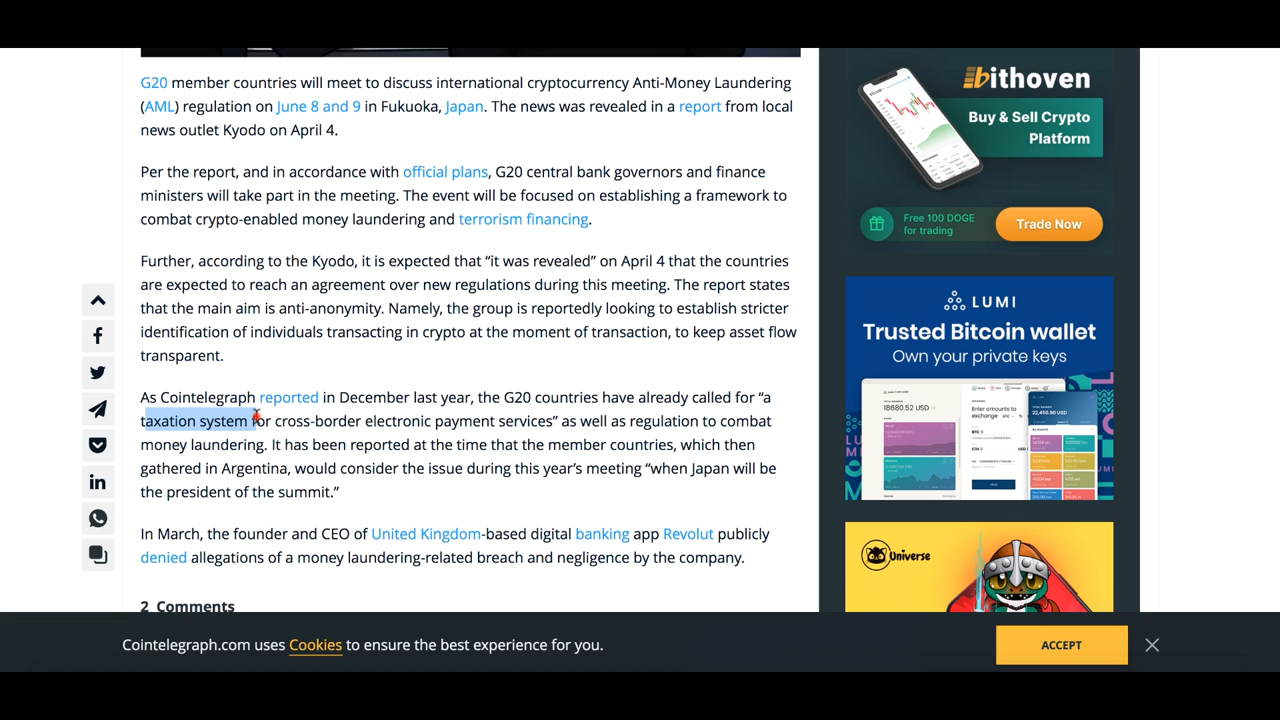 G20 member countries will meet to discuss international cryptocurrency Anti-Money Laundering
(AML) regulation on June 8 and 9 in Fukuoka, Japan. The news was revealed in a report from local
news outlet Kyodo on April 4.
Per the report, and in accordance with official plans, G20 central bank governors and finance
ministers will take part in the meeting. The event will be focused on establishing a framework to
combat crypto-enabled money laundering and terrorism financing.
Further, according to the Kyodo, it is expected that “it was revealed” on April 4 that the countries
are expected to reach an agreement over new regulations during this meeting. The report states
that the main aim is anti-anonymity. Namely, the group is reportedly looking to establish stricter
identification of individuals transacting in crypto at the moment of transaction, to keep asset flow
transparent.
As Cointelegraph reported in December last year, the G20 countries have already called for “a
taxation system for cross-border electronic payment services” as well as regulation to combat
money laundering. It has been reported at the time that the member countries, which then
gathered in Argentina, would consider the issue during this year’s meeting “when Japan will be
the president of the summit.”
In March, the founder and CEO of United Kingdom-based digital banking app Revolut publicly
denied allegations of a money laundering-related breach and negligence by the company.
2 Comments
bithoven
Buy & Sell Crypto
Platform
Free 100 DOGE
for trading
Trade Now
LUMI
Trusted Bitcoin wallet
Own your private keys
18680.52 USD
Enter amounts to
exchange
22,459.90 USD
Universe
Cointelegraph.com uses Cookies to ensure the best experience for you.
ACCEPT